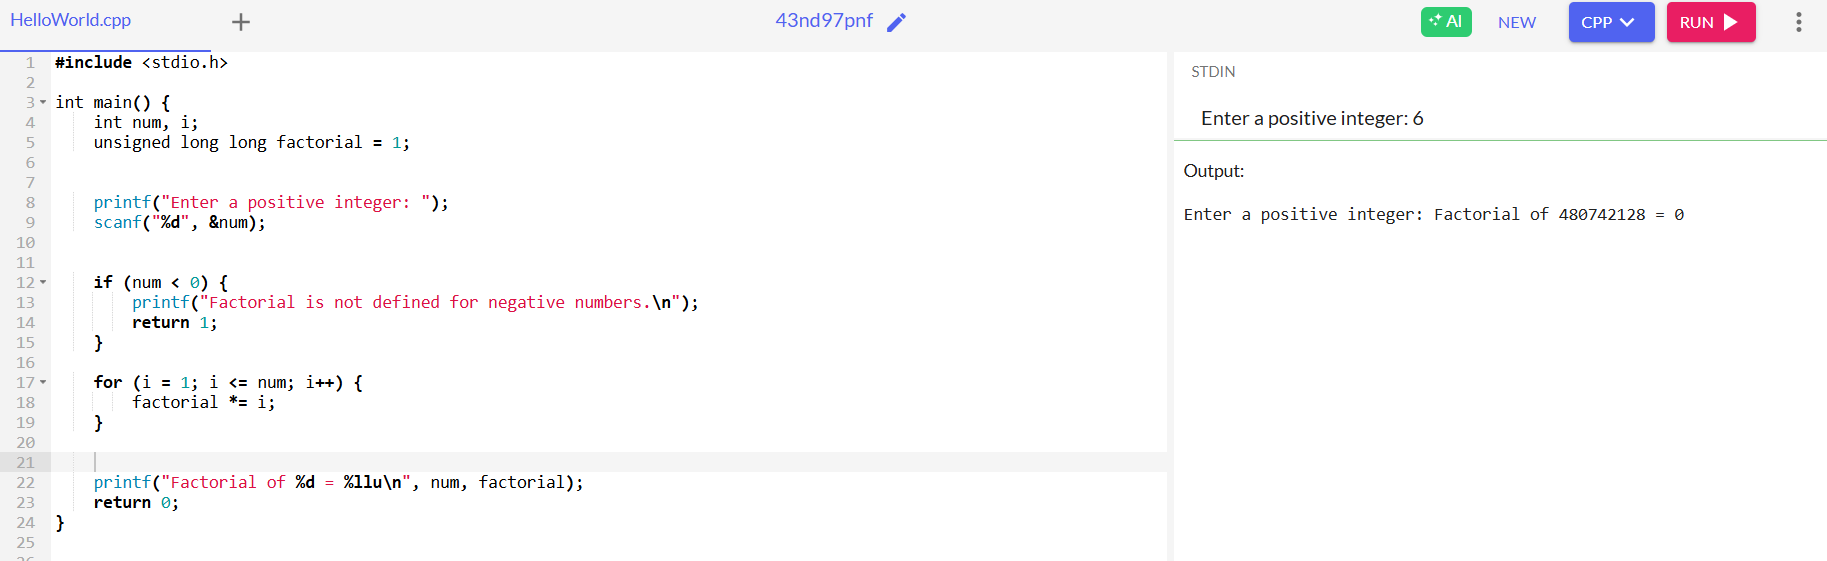 HelloWorld.cpp + 43nd97pnf AI NEW CPP RUN
1 #include <stdio.h>
2
3 int main() {
4     int num, i;
5     unsigned long long factorial = 1;
6
7
8     printf("Enter a positive integer: ");
9     scanf("%d", &num);
10
11
12     if (num < 0) {
13         printf("Factorial is not defined for negative numbers.\n");
14         return 1;
15     }
16
17     for (i = 1; i <= num; i++) {
18         factorial *= i;
19     }
20
21
22     printf("Factorial of %d = %llu\n", num, factorial);
23     return 0;
24 }
25
STDIN
Enter a positive integer: 6
Output:
Enter a positive integer: Factorial of 480742128 = 0